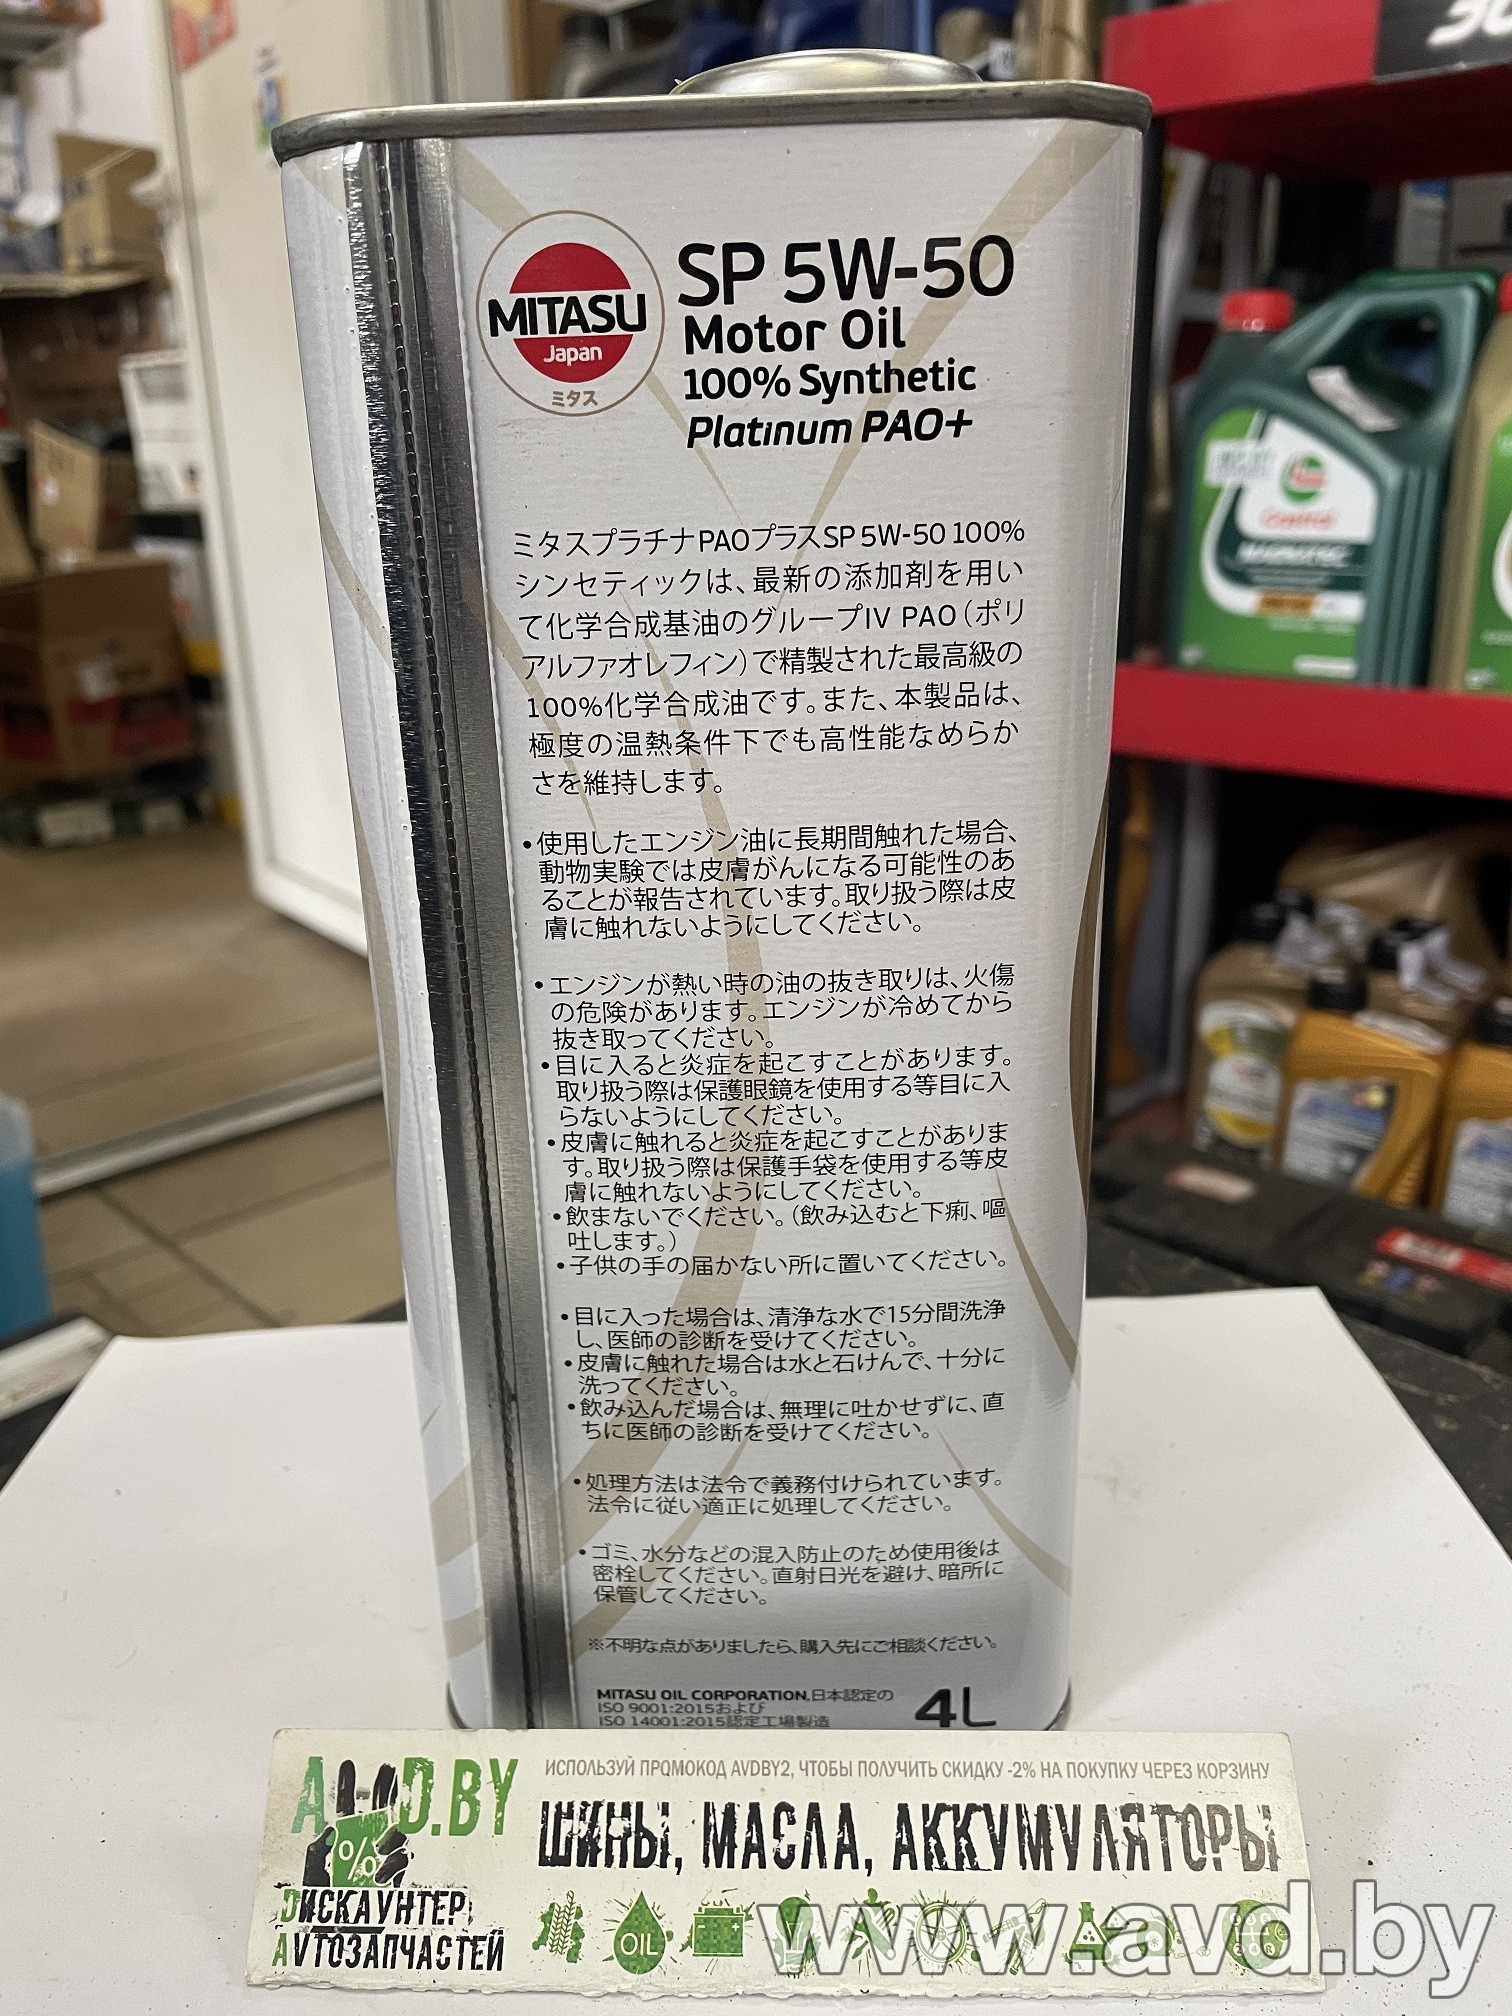 MITASU
Japan
ミタス
SP 5W-50
Motor Oil
100% Synthetic
Platinum PAO+
ミタスプラチナPAOプラスSP 5W-50 100%
シンセティックは、最新の添加剤を用い
て化学合成基油のグループIV PAO（ポリ
アルファオレフィン）で精製された最高級の
100%化学合成油です。また、本製品は、
極度の温熱条件下でも高性能なめらか
さを維持します。
•使用したエンジン油に長期間触れた場合、
動物実験では皮膚がんになる可能性のあ
ることが報告されています。取り扱う際は皮
膚に触れないようにしてください。
•エンジンが熱い時の油の抜き取りは、火傷
の危険があります。エンジンが冷めてから
抜き取ってください。
•目に入ると炎症を起こすことがあります。
取り扱う際は保護眼鏡を使用する等目に入
らないようにしてください。
•皮膚に触れると炎症を起こすことがありま
す。取り扱う際は保護手袋を使用する等皮
膚に触れないようにしてください。
•飲まないでください。（飲み込むと下痢、嘔
吐します。）
•子供の手の届かない所に置いてください。
•目に入った場合は、清浄な水で15分間洗浄
し、医師の診断を受けてください。
•皮膚に触れた場合は水と石けんで、十分に
洗ってください。
•飲み込んだ場合は、無理に吐かせずに、直
ちに医師の診断を受けてください。
•処理方法は法令で義務付けられています。
法令に従い適正に処理してください。
•ゴミ、水分などの混入防止のため使用後は
密栓してください。直射日光を避け、暗所に
保管してください。
※不明な点がありましたら、購入先にご相談ください。
MITASU OIL CORPORATION,日本認定の
ISO 9001:2015および
ISO 14001:2015認定工場製造
4L
Castrol
MAGNATEC
AVD.BY
%
DИСКАУНТЕР
АVТОЗАПЧАСТЕЙ
ИСПОЛЬЗУЙ ПРОМОКОД AVDBY2, ЧТОБЫ ПОЛУЧИТЬ СКИДКУ -2% НА ПОКУПКУ ЧЕРЕЗ КОРЗИНУ
ШИНЫ, МАСЛА, АККУМУЛЯТОРЫ
OIL
www.avd.by